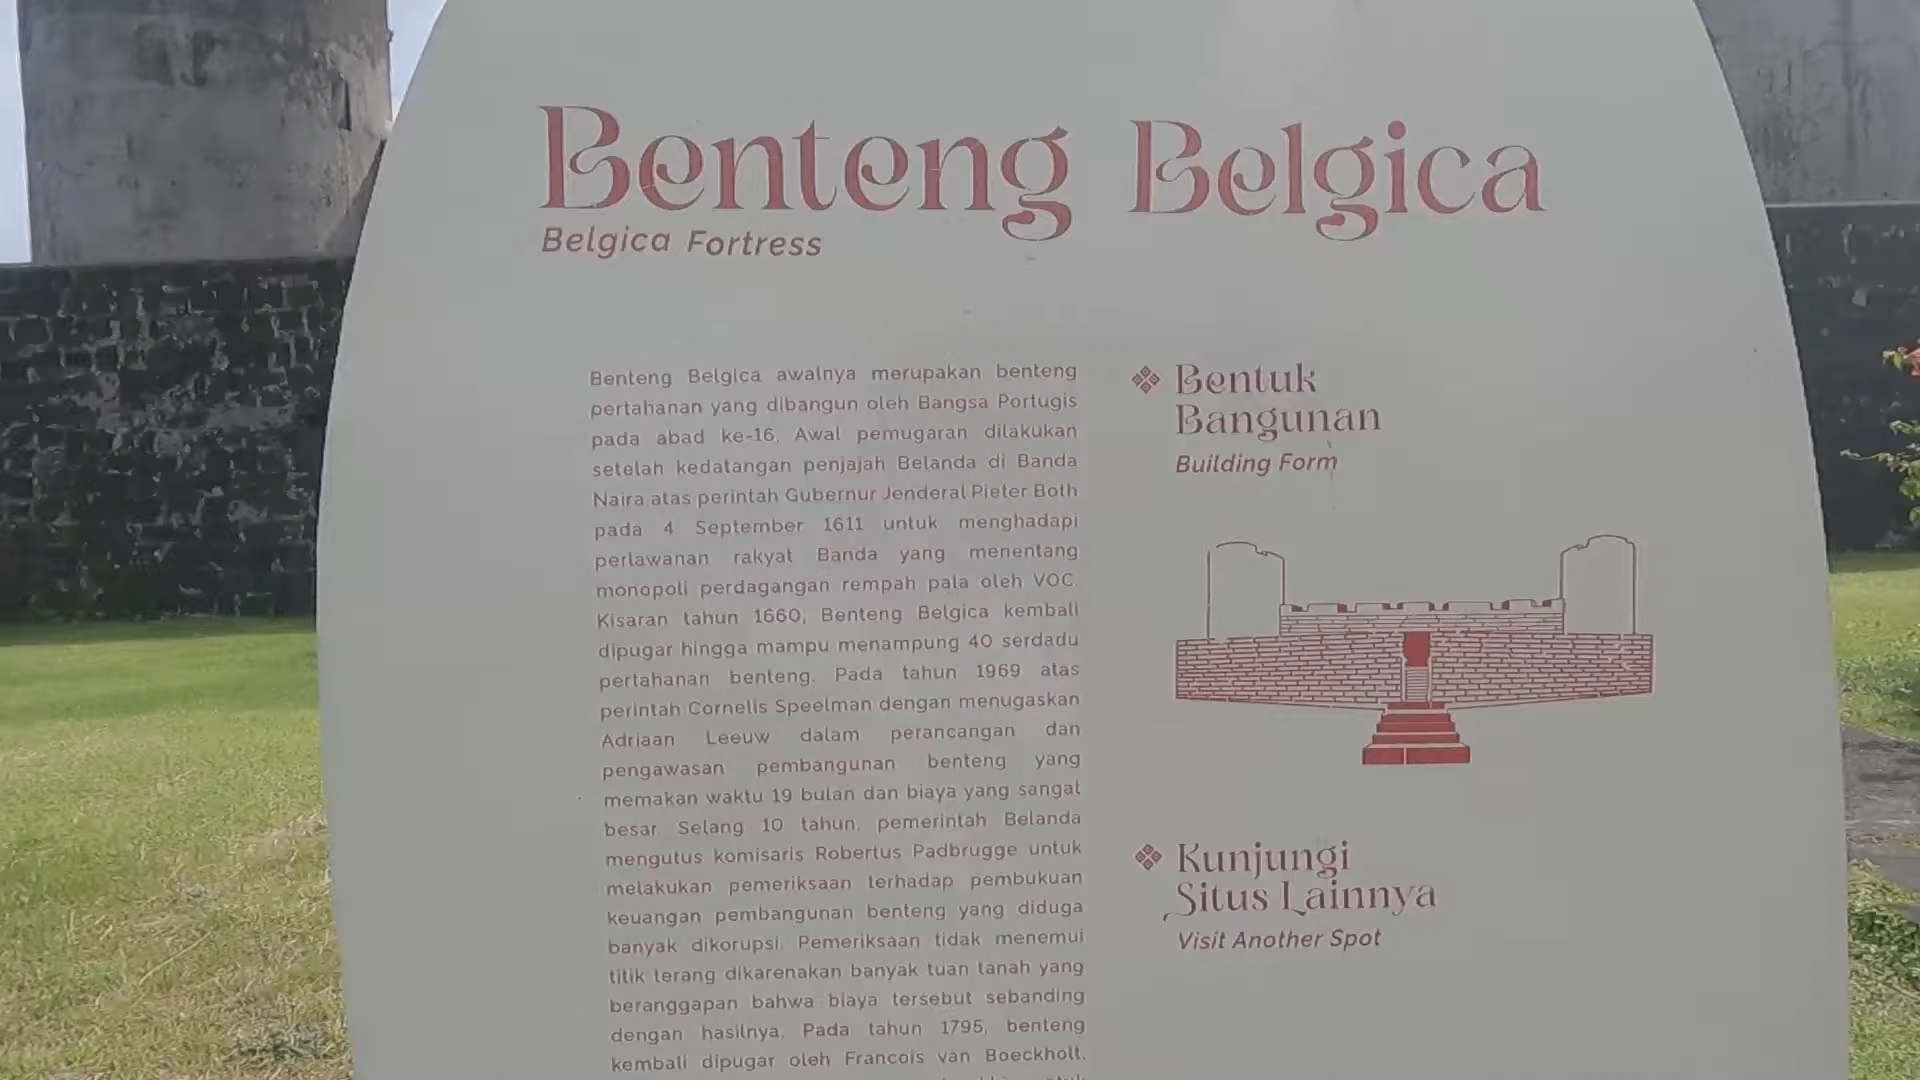 Benteng Belgica
Belgica Fortress
Benteng Belgica awalnya merupakan benteng
pertahanan yang dibangun oleh Bangsa Portugis
pada abad ke-16. Awal pemugaran dilakukan
setelah kedatangan penjajah Belanda di Banda
Naira atas perintah Gubernur Jenderal Pieter Both
pada 4 September 1611 untuk menghadapi
perlawanan rakyat Banda yang menentang
monopoli perdagangan rempah pala oleh VOC.
Kisaran tahun 1660, Benteng Belgica kembali
dipugar hingga mampu menampung 40 serdadu
pertahanan benteng. Pada tahun 1969 atas
perintah Cornelis Speelman dengan menugaskan
Adriaan Leeuw dalam perancangan dan
pengawasan pembangunan benteng yang
memakan waktu 19 bulan dan biaya yang sangat
besar. Selang 10 tahun, pemerintah Belanda
mengutus komisaris Robertus Padbrugge untuk
melakukan pemeriksaan terhadap pembukuan
keuangan pembangunan benteng yang diduga
banyak dikorupsi. Pemeriksaan tidak menemui
titik terang dikarenakan banyak tuan tanah yang
beranggapan bahwa biaya tersebut sebanding
dengan hasilnya. Pada tahun 1795, benteng
kembali dipugar oleh Francois van Boeckholt,
Bentuk
Bangunan
Building Form
Kunjungi
Situs Lainnya
Visit Another Spot